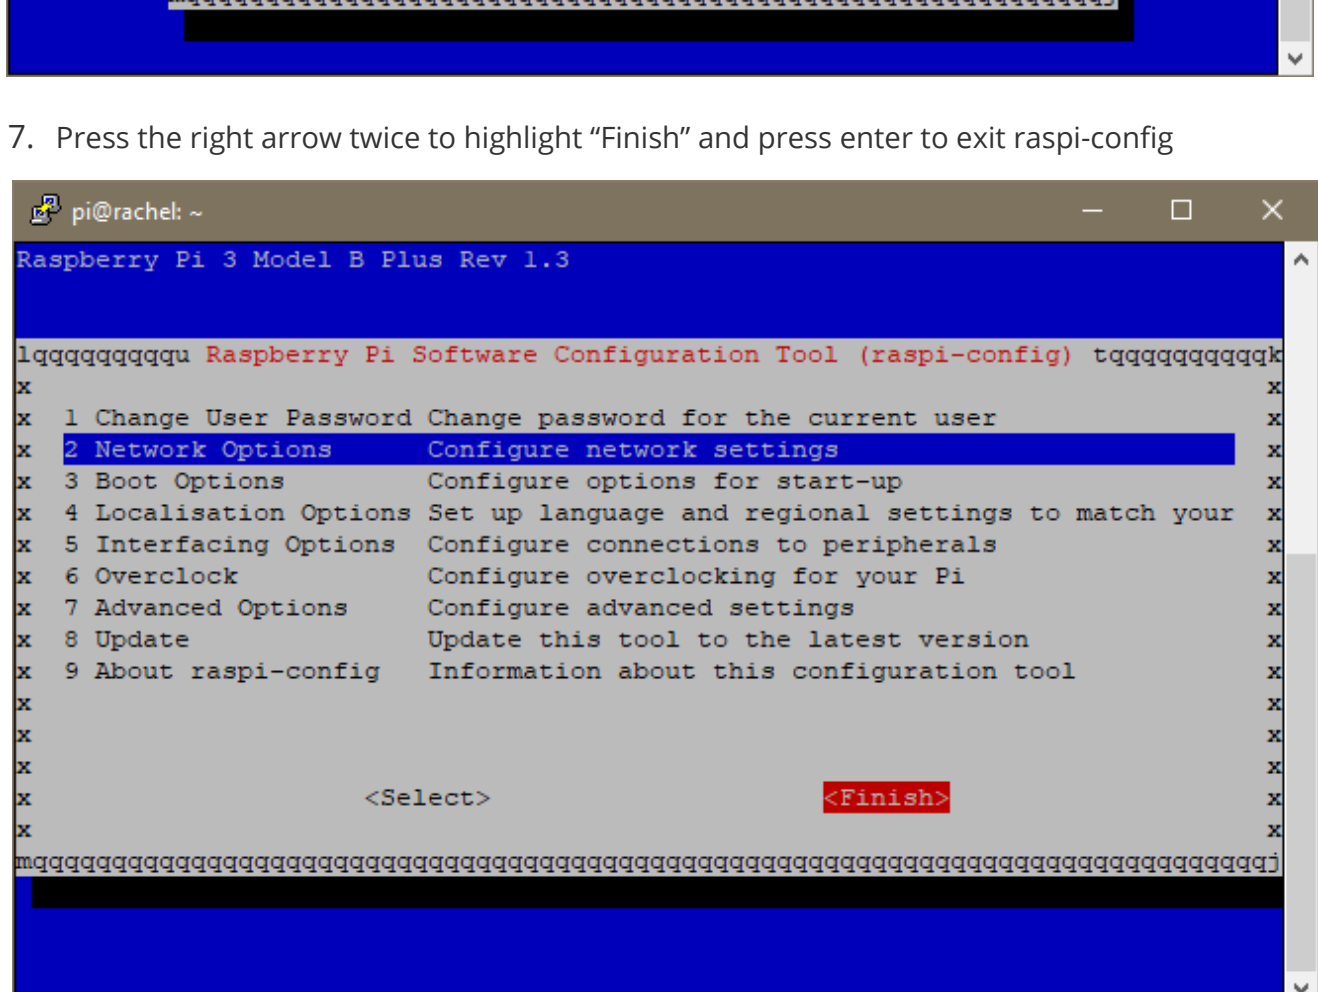 mqqqqqqqqqqqqqqqqqqqqqqqqqqqqqqqqqqqqqqqqqqqqqqqqqqqqqqqqqqj
7. Press the right arrow twice to highlight “Finish” and press enter to exit raspi-config
pi@rachel: ~
Raspberry Pi 3 Model B Plus Rev 1.3
lqqqqqqqqqqu Raspberry Pi Software Configuration Tool (raspi-config) tqqqqqqqqqqk
x x
x 1 Change User Password Change password for the current user x
x 2 Network Options Configure network settings x
x 3 Boot Options Configure options for start-up x
x 4 Localisation Options Set up language and regional settings to match your x
x 5 Interfacing Options Configure connections to peripherals x
x 6 Overclock Configure overclocking for your Pi x
x 7 Advanced Options Configure advanced settings x
x 8 Update Update this tool to the latest version x
x 9 About raspi-config Information about this configuration tool x
x x
x x
x x
x <Select> <Finish> x
x x
mqqqqqqqqqqqqqqqqqqqqqqqqqqqqqqqqqqqqqqqqqqqqqqqqqqqqqqqqqqqqqqqqqqqqqqqqqqqqqqj